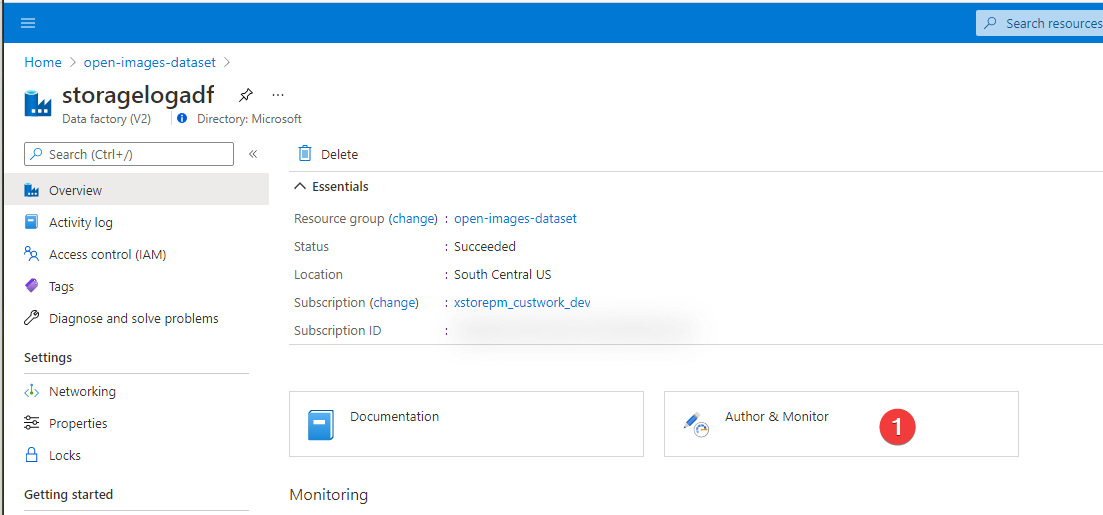 Search resources
Home > open-images-dataset >
storagelogadf ...
Data factory (V2) Directory: Microsoft
Search (Ctrl+/) «
Delete
Overview
Essentials
Activity log
Resource group (change) : open-images-dataset
Access control (IAM)
Status : Succeeded
Tags
Location : South Central US
Diagnose and solve problems
Subscription (change) : xstorepm_custwork_dev
Subscription ID :
Settings
Networking
Properties
Locks
Documentation
Author & Monitor 1
Getting started
Monitoring